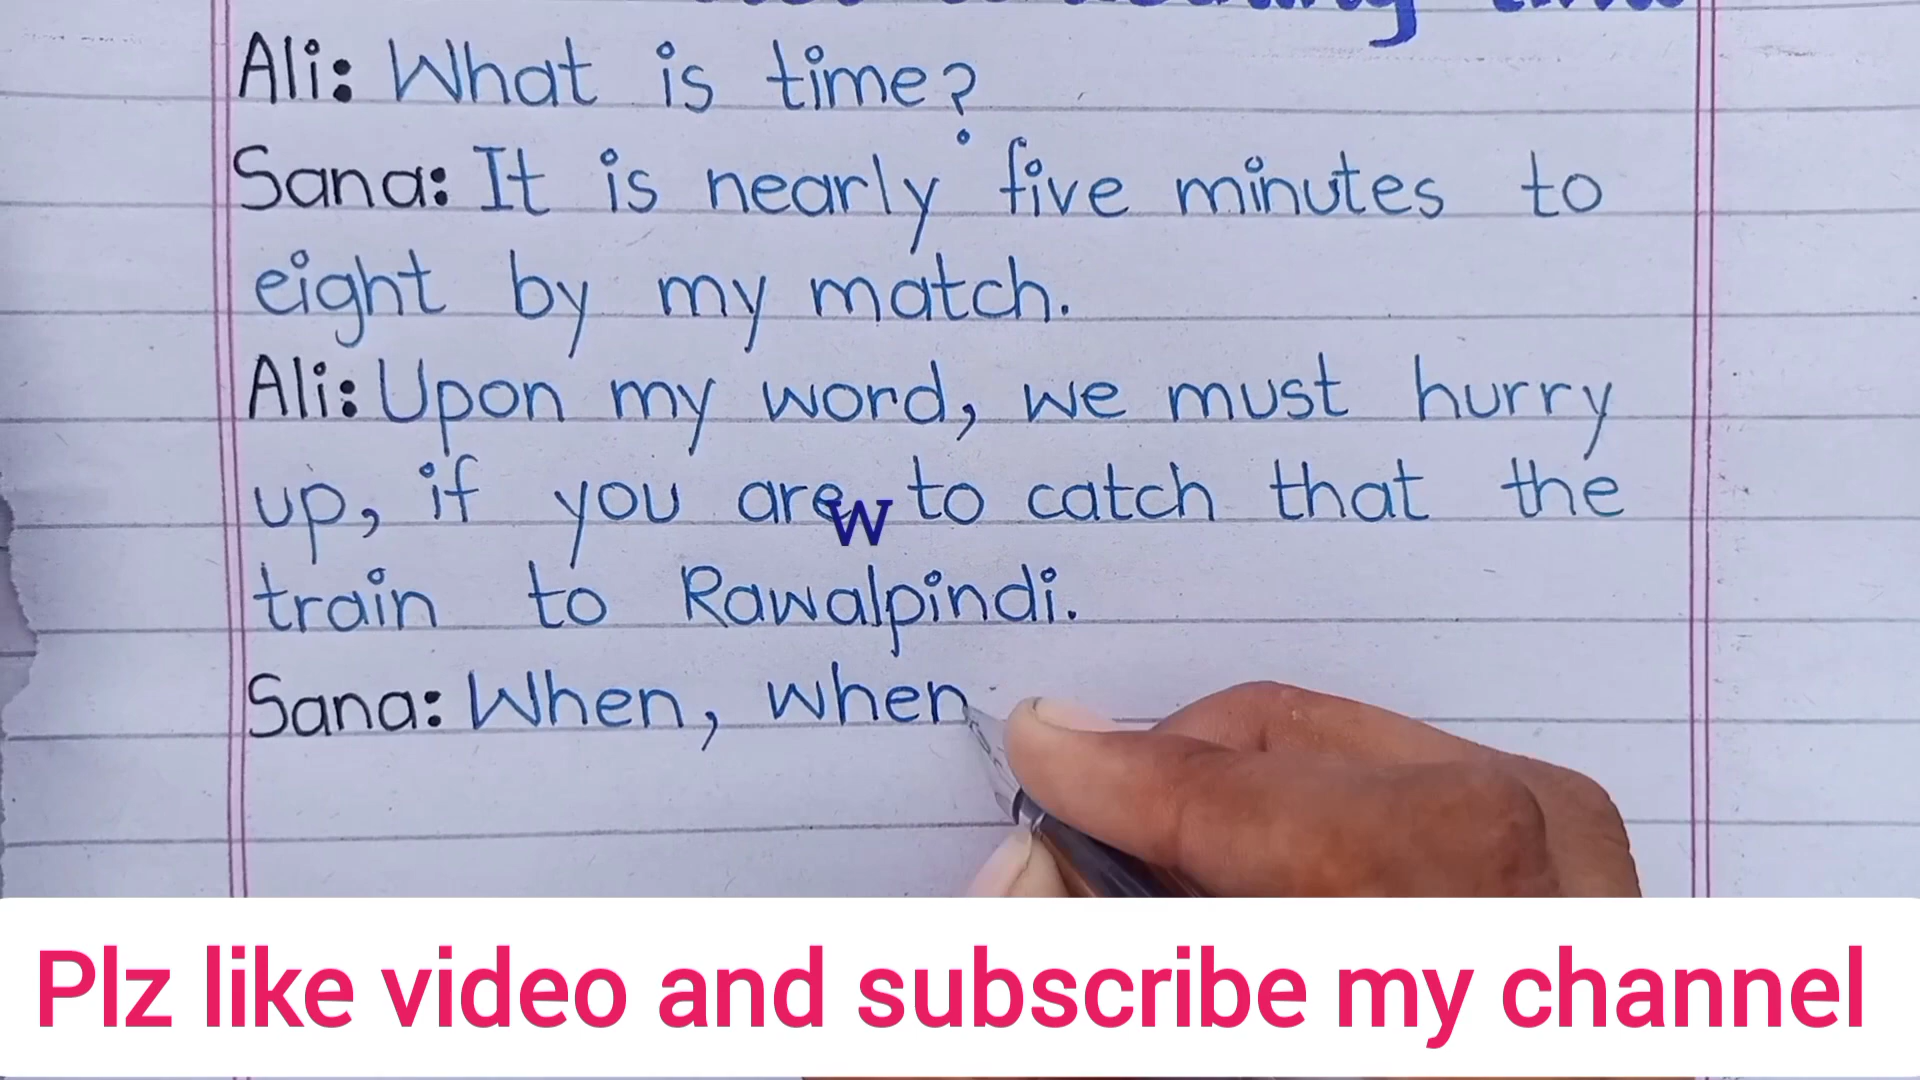 Ali: What is time?
Sana: It is nearly five minutes to
eight by my match.
Ali: Upon my word, we must hurry
up, if you are to catch that the
w
train to Rawalpindi.
Sana: When, when
Plz like video and subscribe my channel